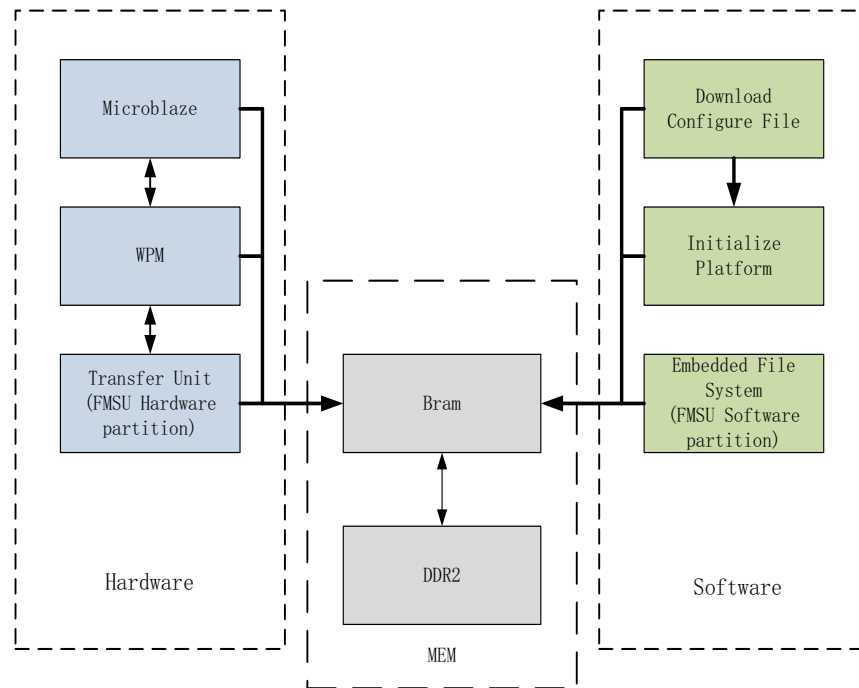 Microblaze
WPM
Transfer Unit
(FMSU Hardware
partition)
Hardware
Bram
DDR2
MEM
Download
Configure File
Initialize
Platform
Embedded File
System
(FMSU Software
partition)
Software